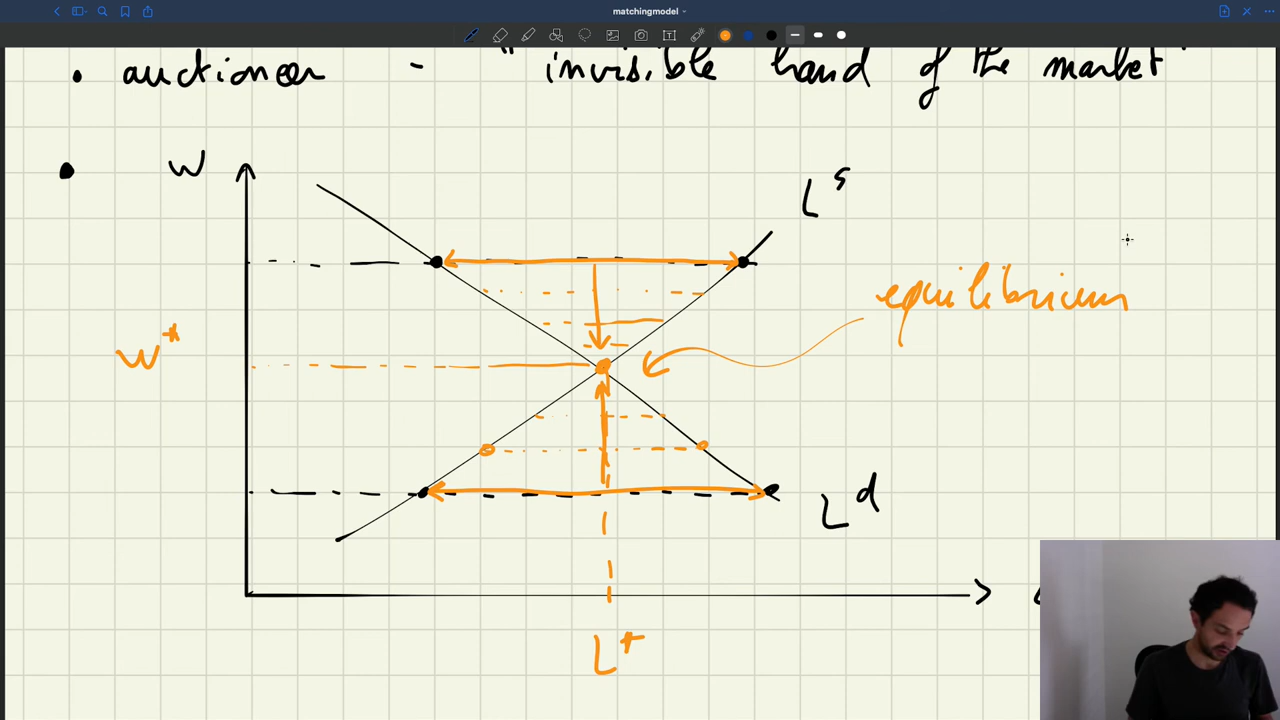 matchingmodel
• auctioneer - "invisible hand of the market"
• w
L^s
equilibrium
w*
L^d
L*